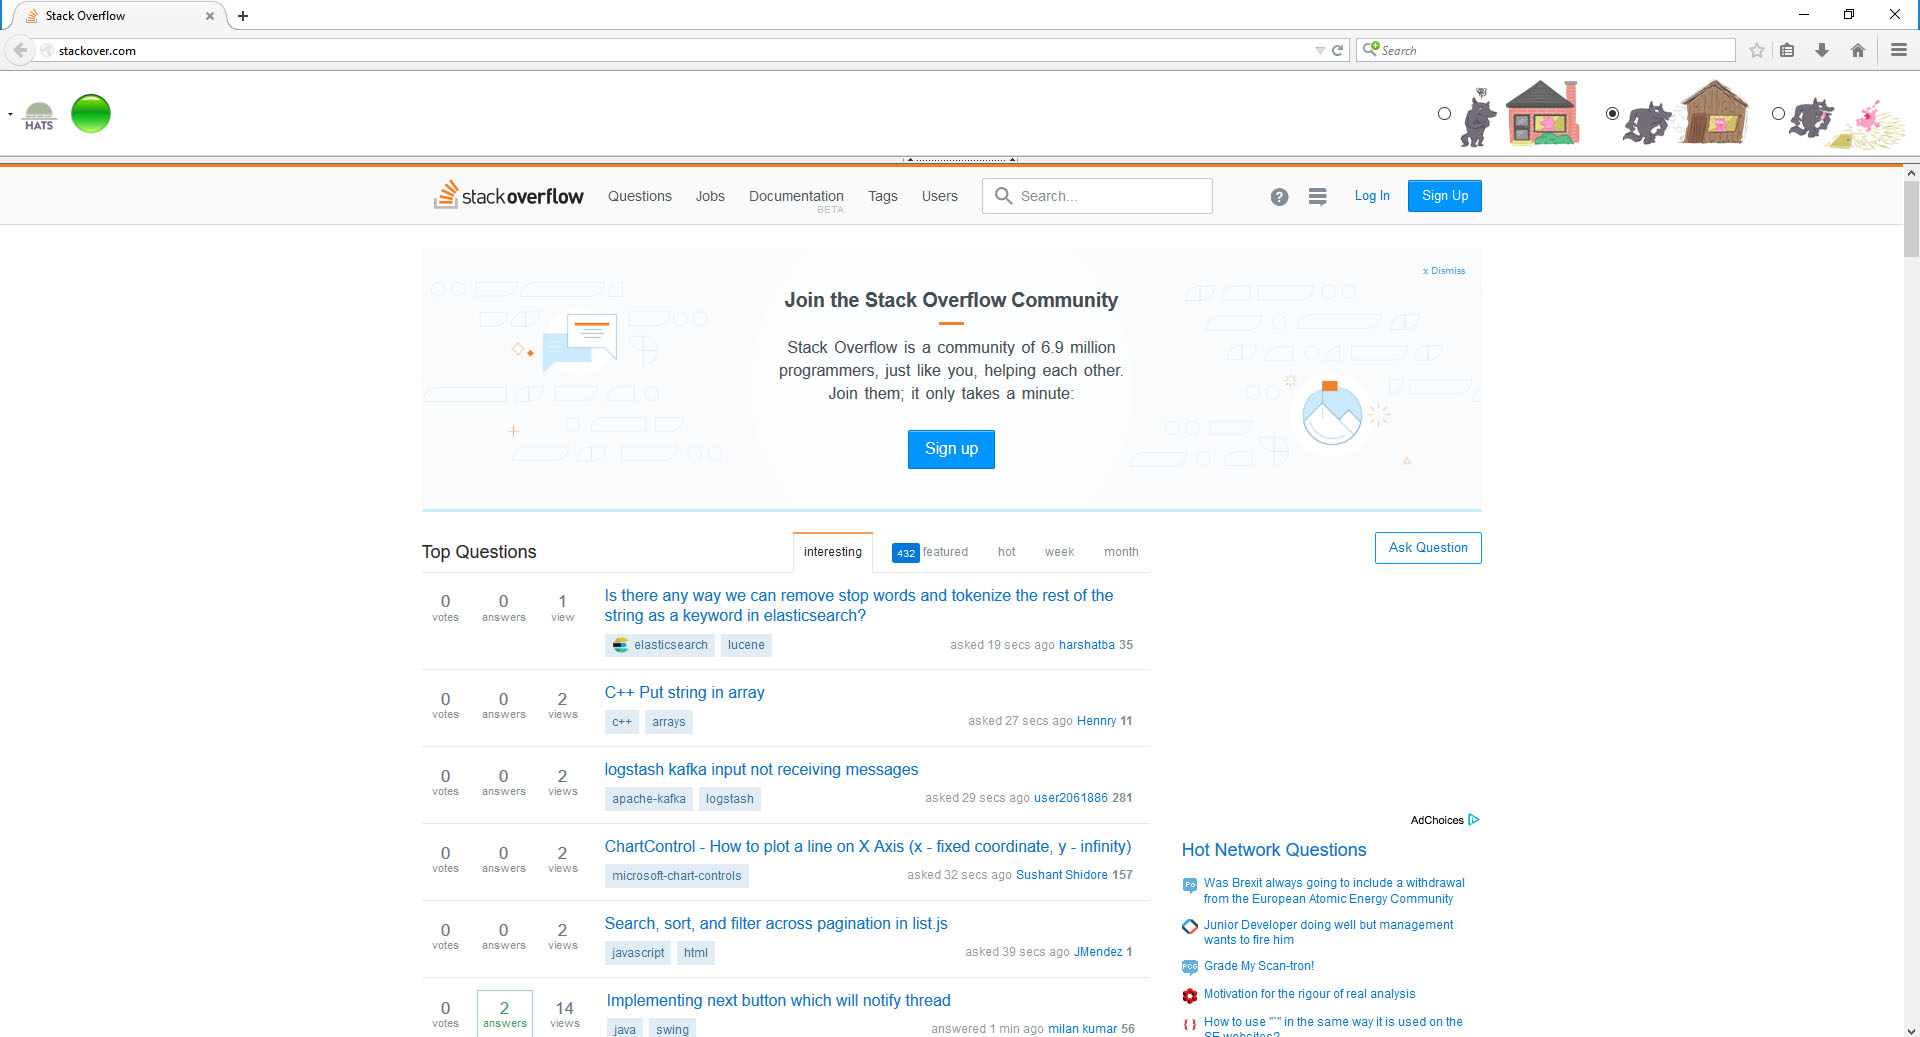 Stack Overflow
stackover.com
Search
HATS
stackoverflow
Questions
Jobs
Documentation
BETA
Tags
Users
Search...
Log In
Sign Up
x Dismiss
Join the Stack Overflow Community
Stack Overflow is a community of 6.9 million
programmers, just like you, helping each other.
Join them; it only takes a minute:
Sign up
Top Questions
interesting
432 featured
hot
week
month
Ask Question
0 votes
0 answers
1 view
Is there any way we can remove stop words and tokenize the rest of the
string as a keyword in elasticsearch?
elasticsearch lucene
asked 19 secs ago harshatba 35
0 votes
0 answers
2 views
C++ Put string in array
c++ arrays
asked 27 secs ago Hennry 11
0 votes
0 answers
2 views
logstash kafka input not receiving messages
apache-kafka logstash
asked 29 secs ago user2061886 281
0 votes
0 answers
2 views
ChartControl - How to plot a line on X Axis (x - fixed coordinate, y - infinity)
microsoft-chart-controls
asked 32 secs ago Sushant Shidore 157
0 votes
0 answers
2 views
Search, sort, and filter across pagination in list.js
javascript html
asked 39 secs ago JMendez 1
0 votes
2 answers
14 views
Implementing next button which will notify thread
java swing
answered 1 min ago milan kumar 56
AdChoices
Hot Network Questions
Was Brexit always going to include a withdrawal
from the European Atomic Energy Community
Junior Developer doing well but management
wants to fire him
PCG
Grade My Scan-tron!
Motivation for the rigour of real analysis
How to use "`" in the same way it is used on the
SE websites?